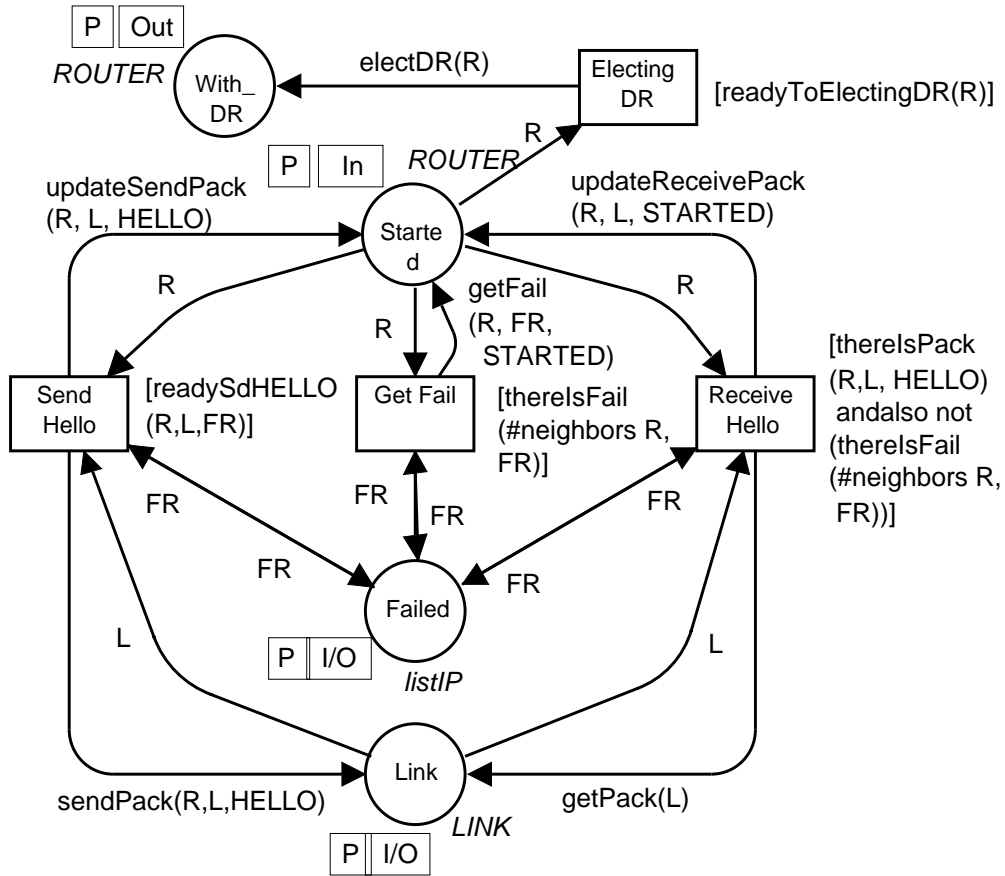 P Out
ROUTER
With_
DR
electDR(R)
Electing
DR
[readyToElectingDR(R)]
R
P In
ROUTER
updateSendPack
(R, L, HELLO)
updateReceivePack
(R, L, STARTED)
Starte
d
R
R
R
getFail
(R, FR,
STARTED)
Send
Hello
[readySdHELLO
(R,L,FR)]
Get Fail
[thereIsFail
(#neighbors R,
FR)]
Receive
Hello
[thereIsPack
(R,L, HELLO)
andalso not
(thereIsFail
(#neighbors R,
FR))]
FR
FR
FR
FR
FR
FR
Failed
P I/O
listIP
L
L
Link
sendPack(R,L,HELLO)
getPack(L)
LINK
P I/O